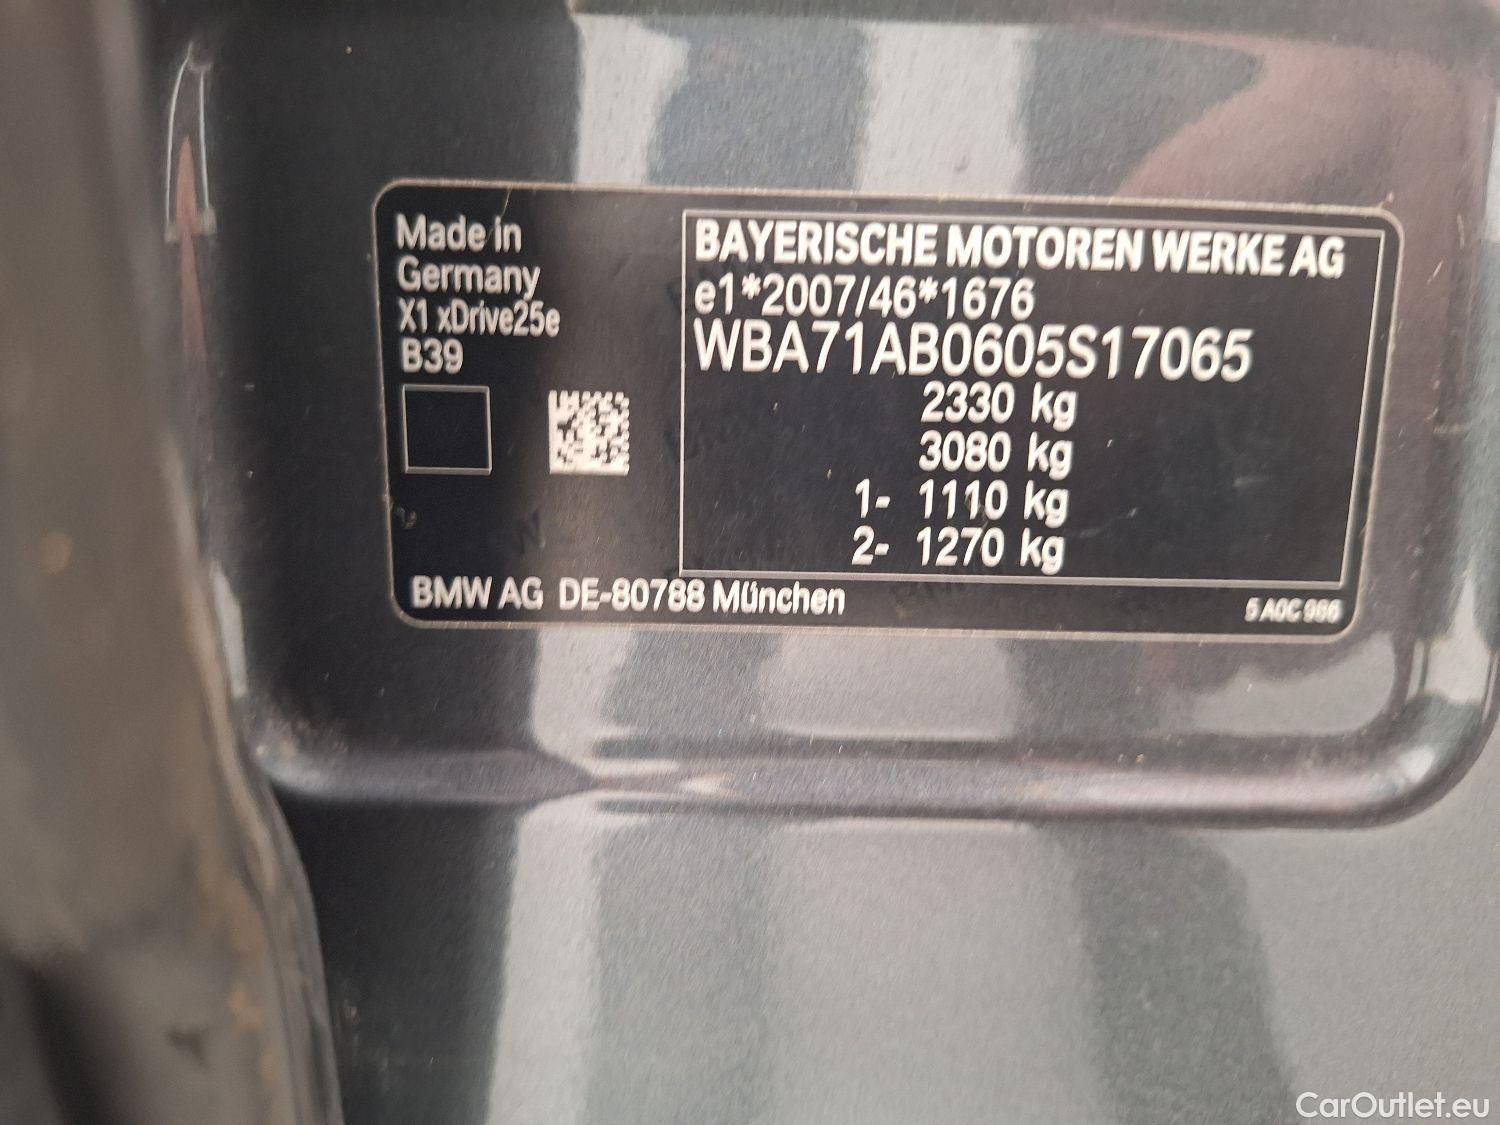 Made in
Germany
X1 xDrive25e
B39
BAYERISCHE MOTOREN WERKE AG
e1*2007/46*1676
WBA71AB0605S17065
2330 kg
3080 kg
1- 1110 kg
2- 1270 kg
BMW AG DE-80788 München
5 A0C 986
CarOutlet.eu